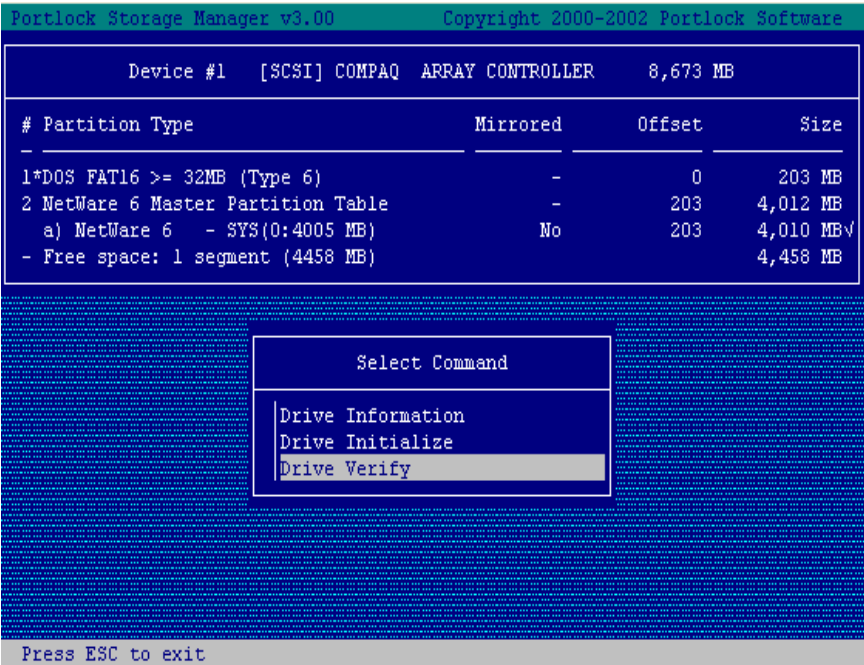 Portlock Storage Manager v3.00 Copyright 2000-2002 Portlock Software
Device #1 [SCSI] COMPAQ ARRAY CONTROLLER 8,673 MB
# Partition Type Mirrored Offset Size
1*DOS FAT16 >= 32MB (Type 6) - 0 203 MB
2 NetWare 6 Master Partition Table - 203 4,012 MB
a) NetWare 6 - SYS(0:4005 MB) No 203 4,010 MB√
- Free space: 1 segment (4458 MB) 4,458 MB
Select Command
Drive Information
Drive Initialize
Drive Verify
Press ESC to exit